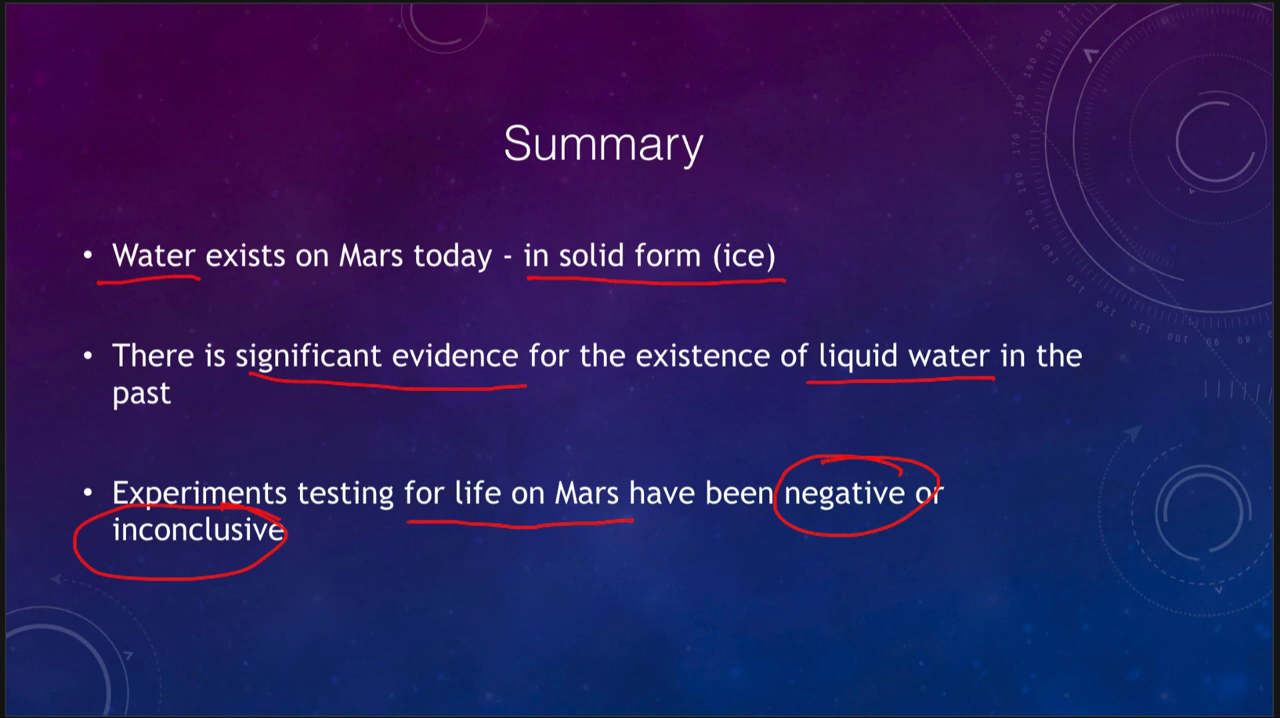 Summary
• Water exists on Mars today - in solid form (ice)
• There is significant evidence for the existence of liquid water in the
past
• Experiments testing for life on Mars have been negative or
inconclusive